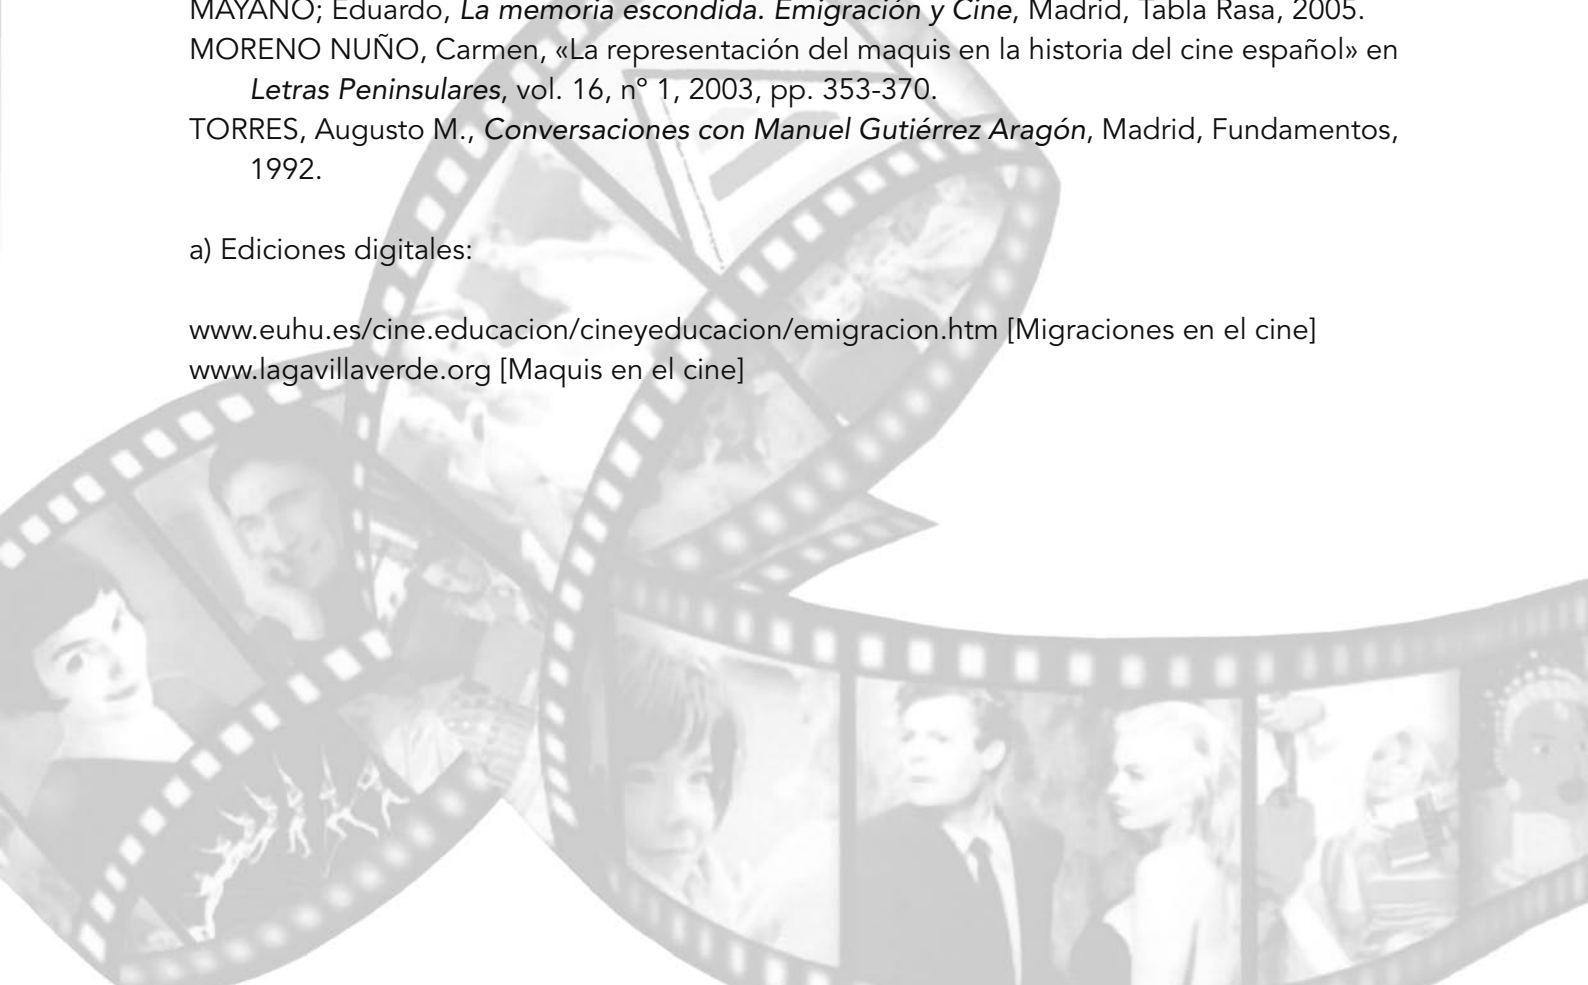 MAYANO; Eduardo, La memoria escondida. Emigración y Cine, Madrid, Tabla Rasa, 2005.
MORENO NUÑO, Carmen, «La representación del maquis en la historia del cine español» en
Letras Peninsulares, vol. 16, nº 1, 2003, pp. 353-370.
TORRES, Augusto M., Conversaciones con Manuel Gutiérrez Aragón, Madrid, Fundamentos,
1992.
a) Ediciones digitales:
www.euhu.es/cine.educacion/cineyeducacion/emigracion.htm [Migraciones en el cine]
www.lagavillaverde.org [Maquis en el cine]